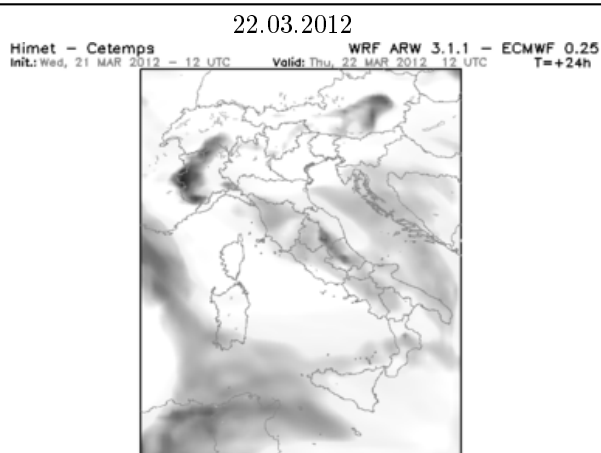 22.03.2012
Himet - Cetemps WRF ARW 3.1.1 - ECMWF 0.25
Init.: Wed, 21 MAR 2012 - 12 UTC Valid: Thu, 22 MAR 2012 12 UTC T=+24h